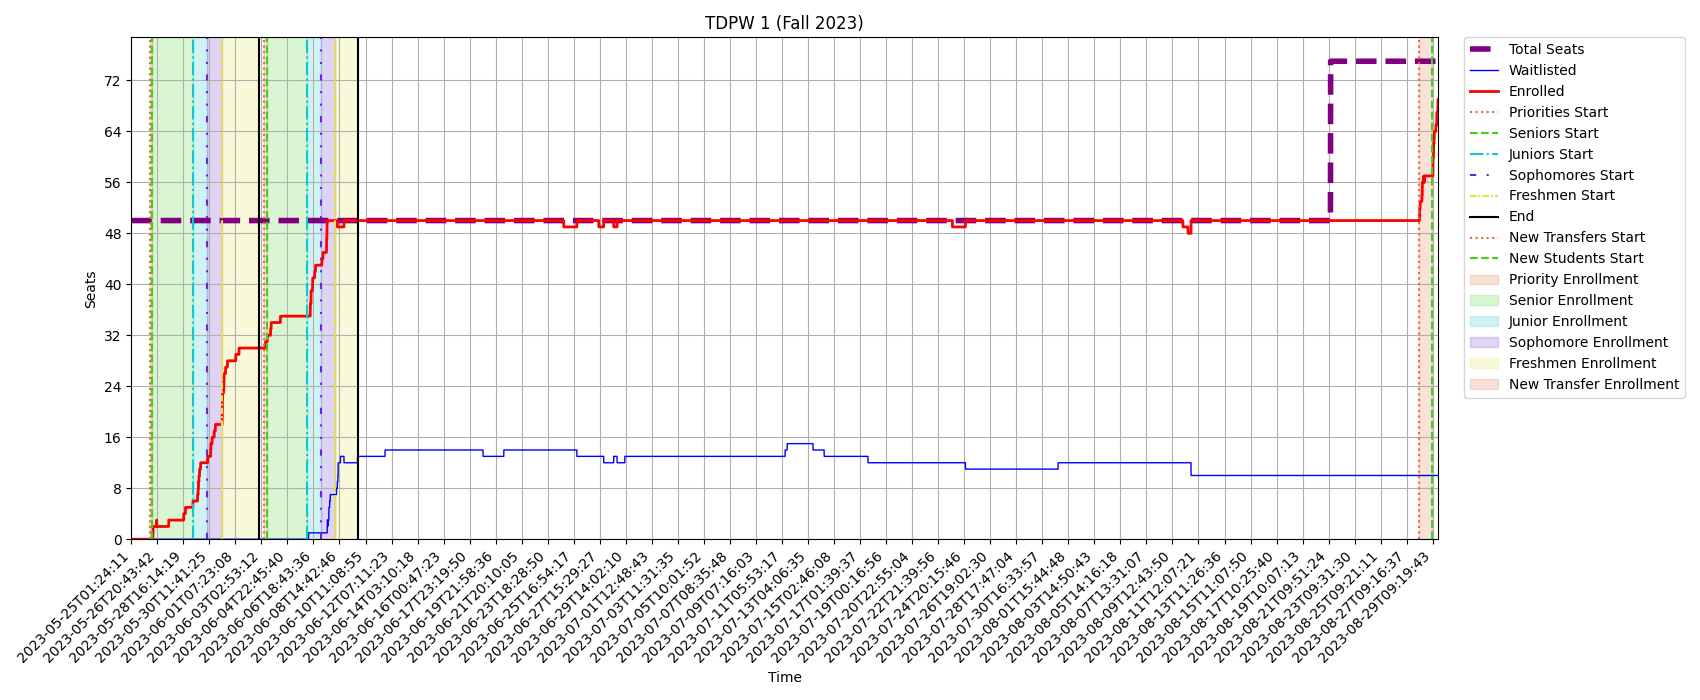 TDPW 1 (Fall 2023)
Seats
72
64
56
48
40
32
24
16
8
0
2023-05-25T01:24:11
2023-05-26T20:43:42
2023-05-28T16:14:19
2023-05-30T11:41:25
2023-06-01T07:23:08
2023-06-03T02:53:12
2023-06-04T22:45:40
2023-06-06T18:43:36
2023-06-08T14:42:46
2023-06-10T11:08:55
2023-06-12T07:11:23
2023-06-14T03:10:18
2023-06-16T00:47:23
2023-06-17T23:19:50
2023-06-19T21:58:36
2023-06-21T20:10:05
2023-06-23T18:28:50
2023-06-25T16:54:17
2023-06-27T15:29:27
2023-06-29T14:02:10
2023-07-01T12:48:43
2023-07-03T11:31:35
2023-07-05T10:01:52
2023-07-07T08:35:48
2023-07-09T07:16:03
2023-07-11T05:53:17
2023-07-13T04:06:35
2023-07-15T02:46:08
2023-07-17T01:39:37
2023-07-19T00:16:56
2023-07-20T22:55:04
2023-07-22T21:39:56
2023-07-24T20:15:46
2023-07-26T19:02:30
2023-07-28T17:47:04
2023-07-30T16:33:57
2023-08-01T15:44:48
2023-08-03T14:50:43
2023-08-05T14:16:18
2023-08-07T13:31:07
2023-08-09T12:43:50
2023-08-11T12:07:21
2023-08-13T11:26:36
2023-08-15T11:07:50
2023-08-17T10:25:40
2023-08-19T10:07:13
2023-08-21T09:51:24
2023-08-23T09:31:30
2023-08-25T09:21:11
2023-08-27T09:16:37
2023-08-29T09:19:43
Time
Total Seats
Waitlisted
Enrolled
Priorities Start
Seniors Start
Juniors Start
Sophomores Start
Freshmen Start
End
New Transfers Start
New Students Start
Priority Enrollment
Senior Enrollment
Junior Enrollment
Sophomore Enrollment
Freshmen Enrollment
New Transfer Enrollment